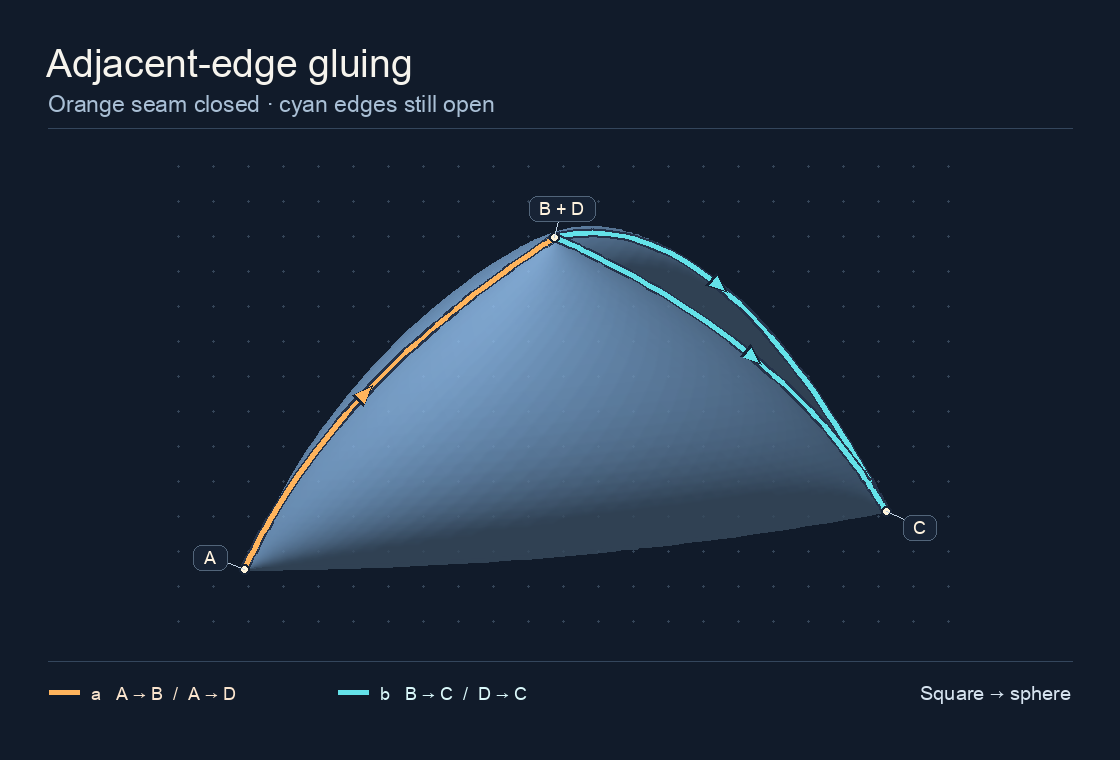 Adjacent-edge gluing
Orange seam closed · cyan edges still open
B + D
A
C
a A→B / A→D
b B→C / D→C
Square → sphere